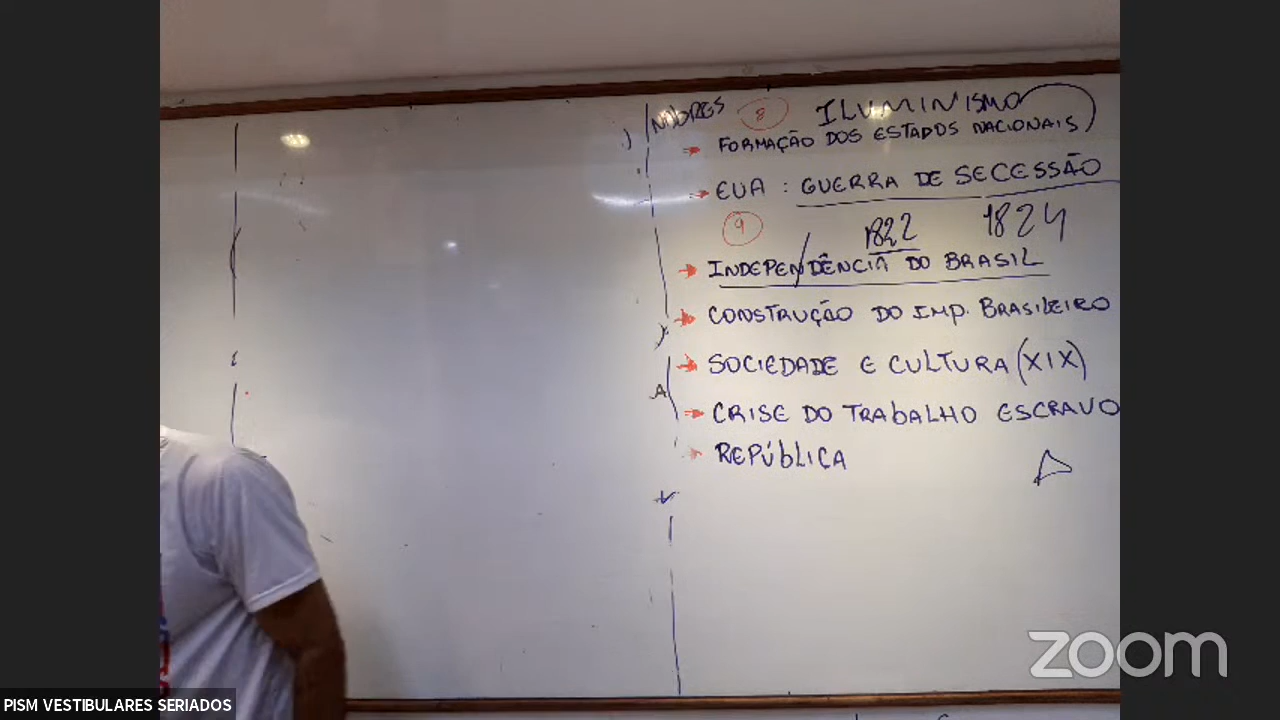 NOBRES 8 ILUMINISMO
→ FORMAÇÃO DOS ESTADOS NACIONAIS
→ EUA : GUERRA DE SECESSÃO
9 1822 1824
→ INDEPENDÊNCIA DO BRASIL
→ CONSTRUÇÃO DO IMP. BRASILEIRO
→ SOCIEDADE E CULTURA (XIX)
A
→ CRISE DO TRABALHO ESCRAVO
→ REPÚBLICA
zoom
PISM VESTIBULARES SERIADOS